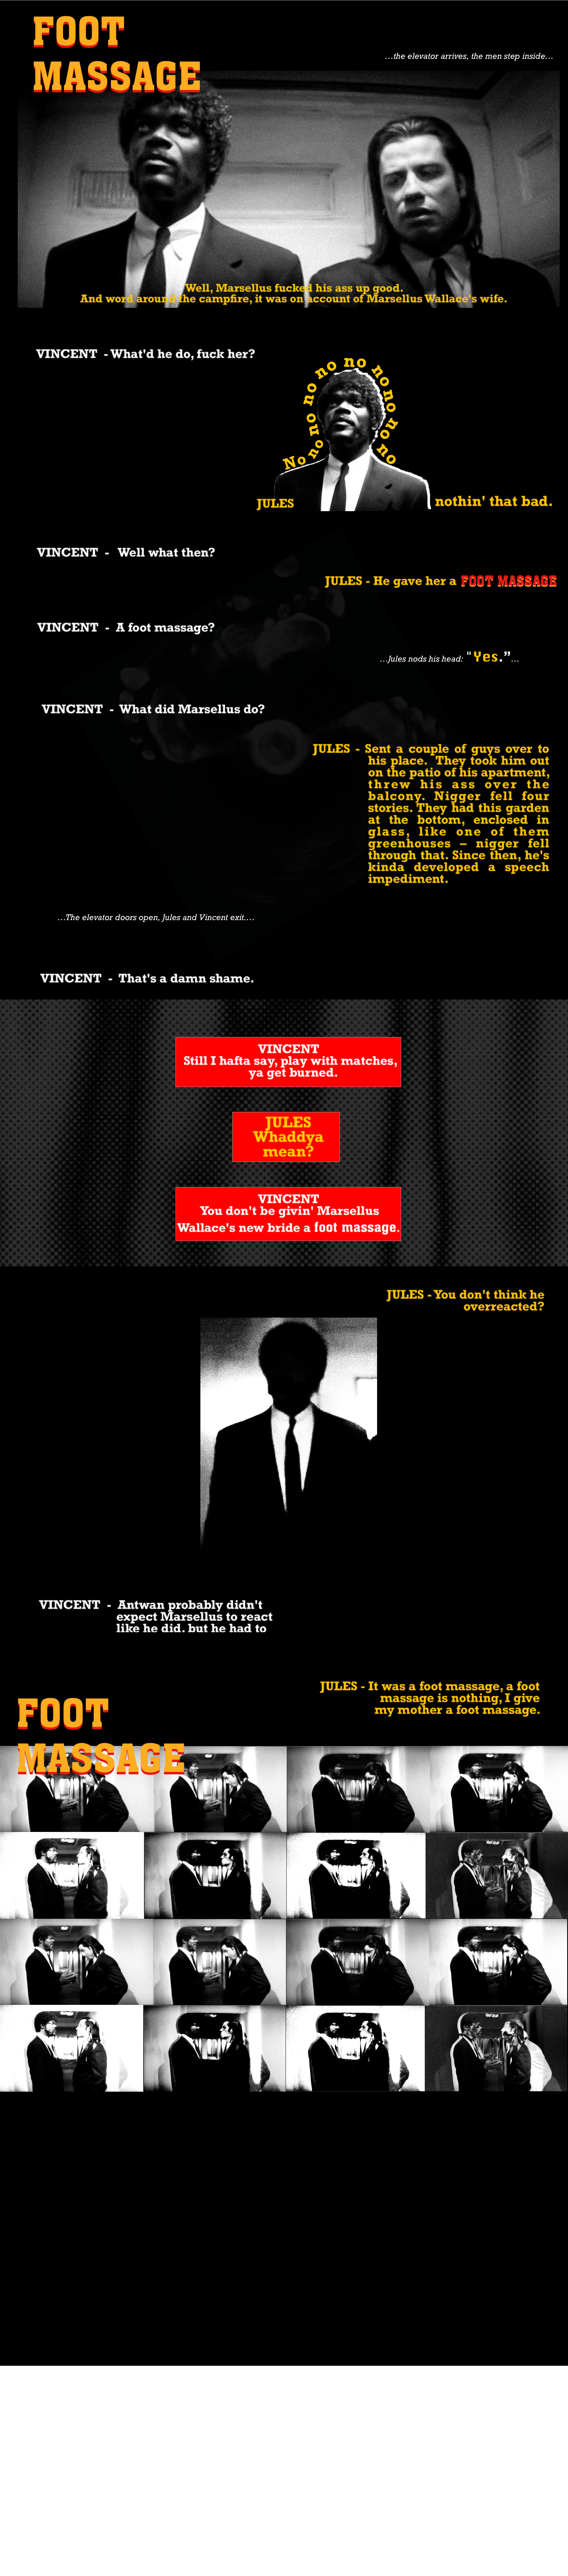 FOOT
MASSAGE
...the elevator arrives, the men step inside...
Well, Marsellus fucked his ass up good.
And word around the campfire, it was on account of Marsellus Wallace's wife.
VINCENT - What'd he do, fuck her?
No no no no no no no no no no
JULES
nothin' that bad.
VINCENT - Well what then?
JULES - He gave her a FOOT MASSAGE
VINCENT - A foot massage?
...Jules nods his head: "Yes."...
VINCENT - What did Marsellus do?
JULES - Sent a couple of guys over to
his place. They took him out
on the patio of his apartment,
threw his ass over the
balcony. Nigger fell four
stories. They had this garden
at the bottom, enclosed in
glass, like one of them
greenhouses – nigger fell
through that. Since then, he's
kinda developed a speech
impediment.
...The elevator doors open, Jules and Vincent exit....
VINCENT - That's a damn shame.
VINCENT
Still I hafta say, play with matches,
ya get burned.
JULES
Whaddya
mean?
VINCENT
You don't be givin' Marsellus
Wallace's new bride a foot massage.
JULES - You don't think he
overreacted?
VINCENT - Antwan probably didn't
expect Marsellus to react
like he did. but he had to
JULES - It was a foot massage, a foot
massage is nothing, I give
my mother a foot massage.
FOOT
MASSAGE